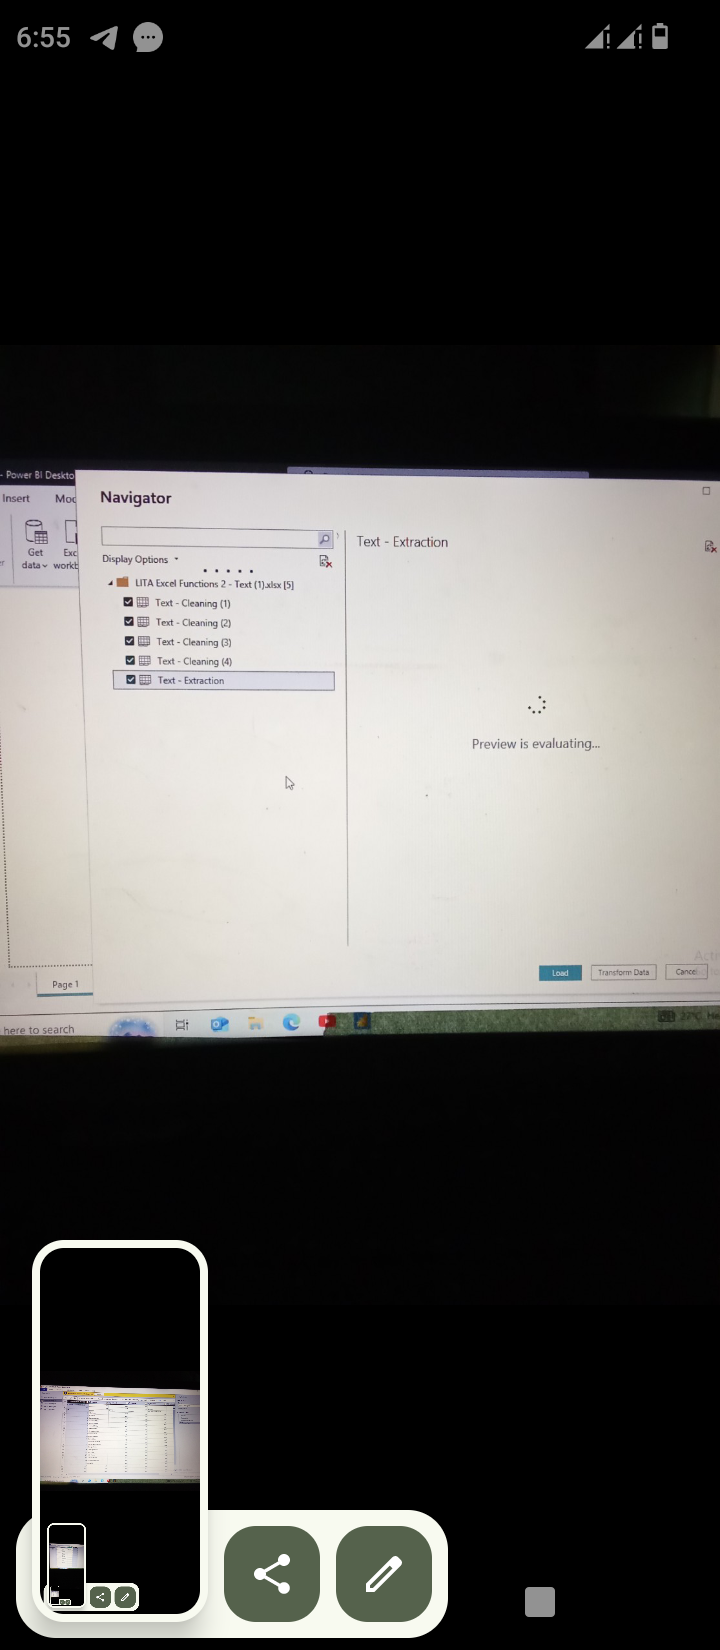 6:55
- Power BI Deskto
Insert
Get
data
Exc
workb
Navigator
Display Options
LITA Excel Functions 2 - Text (1).xlsx [5]
Text - Cleaning (1)
Text - Cleaning (2)
Text - Cleaning (3)
Text - Cleaning (4)
Text - Extraction
Text - Extraction
Preview is evaluating...
Load
Transform Data
Cancel
Page 1
here to search